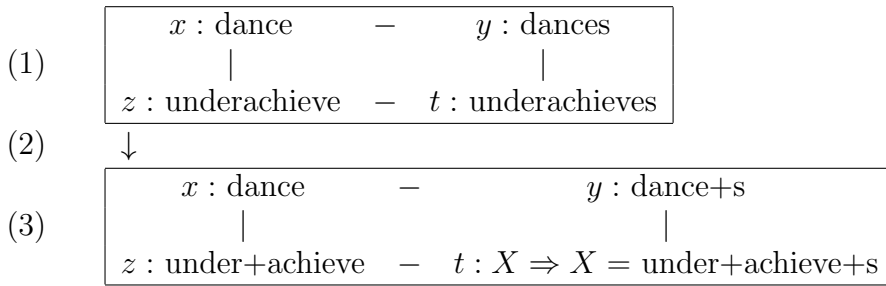 x : dance − y : dances
(1) | |
z : underachieve − t : underachieves
(2) ↓
x : dance − y : dance+s
(3) | |
z : under+achieve − t : X ⇒ X = under+achieve+s